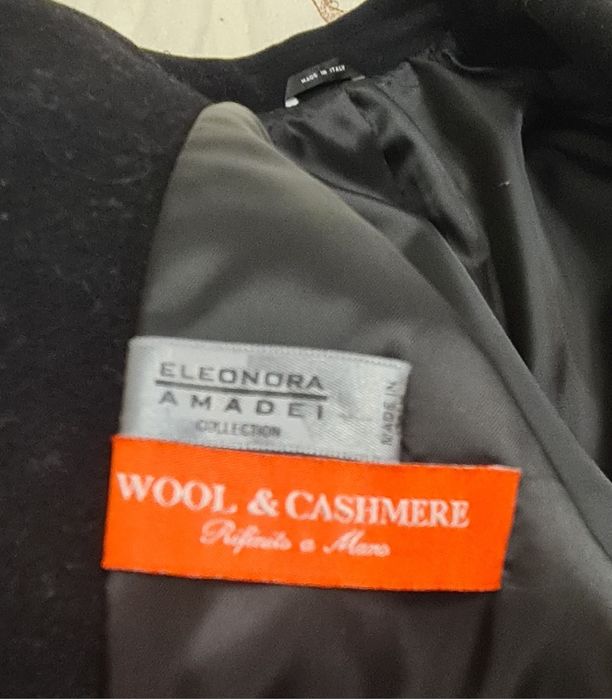 MADE IN ITALY
ELEONORA
AMADEI
COLLECTION
MADE IN
WOOL & CASHMERE
Rifinito a Mano